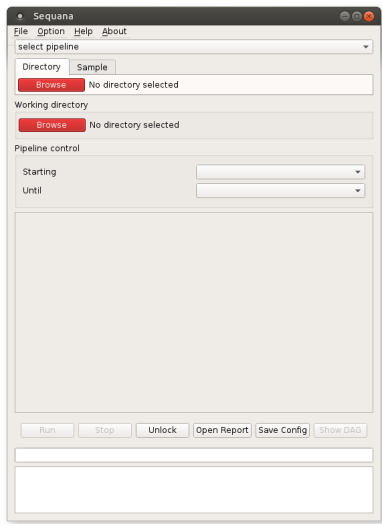 Sequana
File Option Help About
select pipeline
Directory Sample
Browse No directory selected
Working directory
Browse No directory selected
Pipeline control
Starting
Until
Run Stop Unlock Open Report Save Config Show DAG